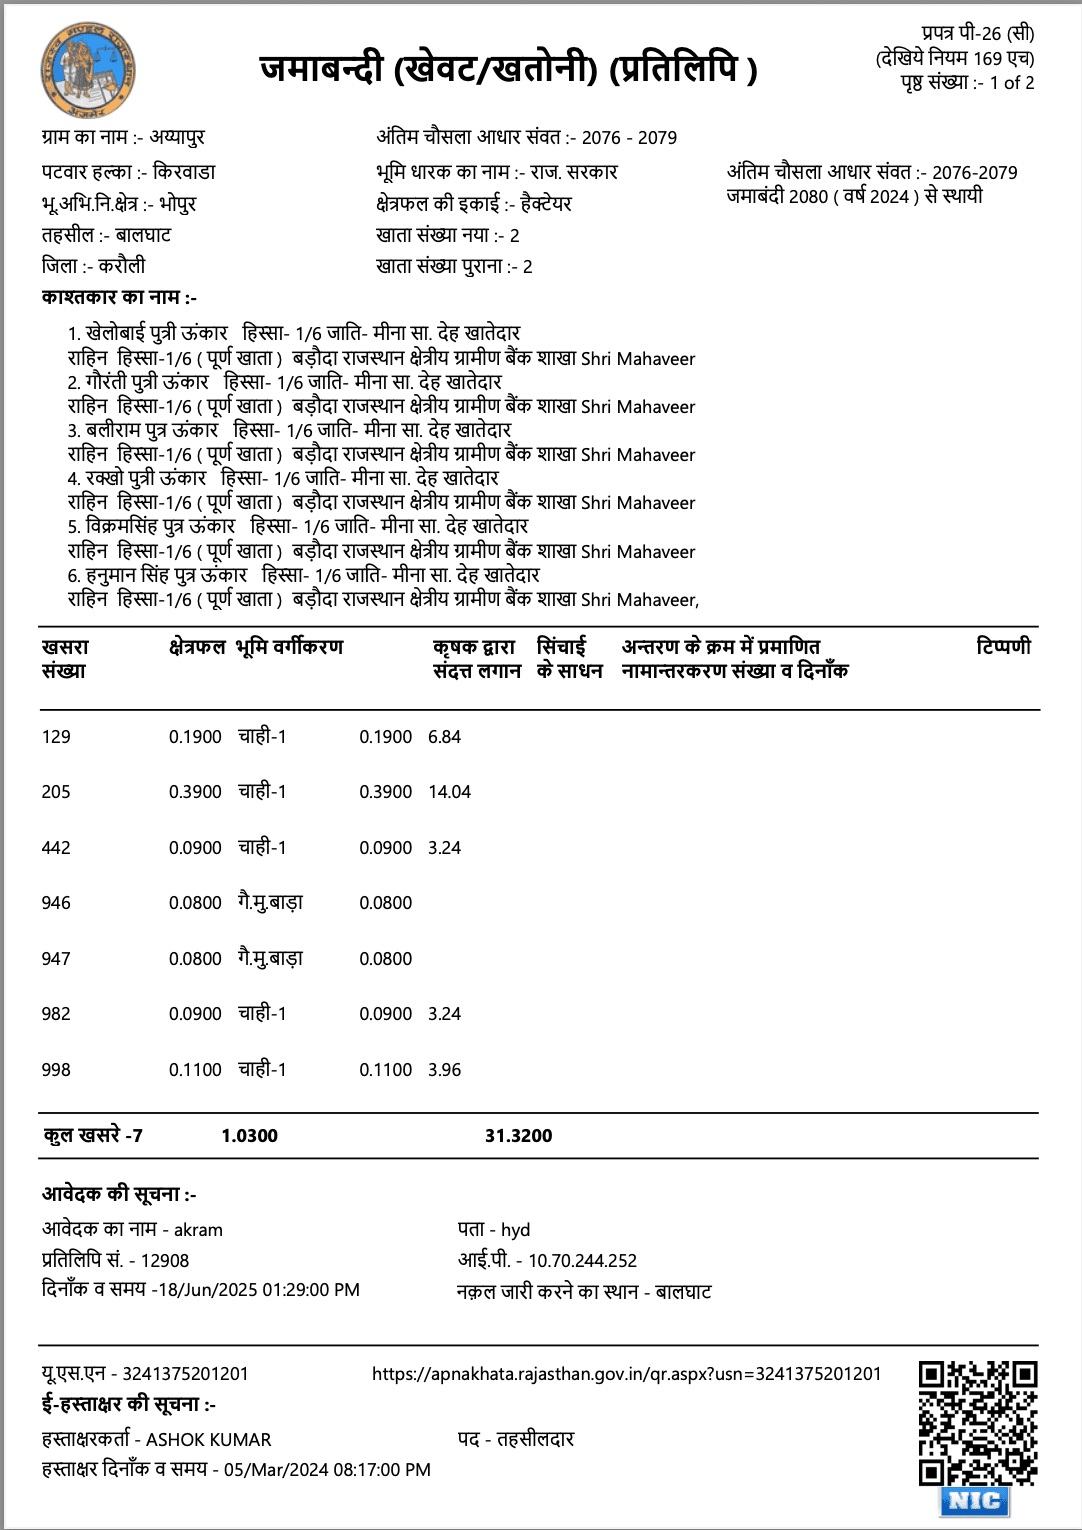 प्रपत्र पी-26 (सी)
(देखिये नियम 169 एच)
पृष्ठ संख्या :- 1 of 2
जमाबन्दी (खेवट/खतोनी) (प्रतिलिपि )
ग्राम का नाम :- अय्यापुर अंतिम चौसला आधार संवत :- 2076 - 2079
पटवार हल्का :- किरवाडा भूमि धारक का नाम :- राज. सरकार अंतिम चौसला आधार संवत :- 2076-2079
जमाबंदी 2080 ( वर्ष 2024 ) से स्थायी
भू.अभि.नि.क्षेत्र :- भोपुर क्षेत्रफल की इकाई :- हैक्टेयर
तहसील :- बालघाट खाता संख्या नया :- 2
जिला :- करौली खाता संख्या पुराना :- 2
काश्तकार का नाम :-
1. खेलोबाई पुत्री ऊंकार हिस्सा- 1/6 जाति- मीना सा. देह खातेदार
राहिन हिस्सा-1/6 ( पूर्ण खाता ) बड़ौदा राजस्थान क्षेत्रीय ग्रामीण बैंक शाखा Shri Mahaveer
2. गौरंती पुत्री ऊंकार हिस्सा- 1/6 जाति- मीना सा. देह खातेदार
राहिन हिस्सा-1/6 ( पूर्ण खाता ) बड़ौदा राजस्थान क्षेत्रीय ग्रामीण बैंक शाखा Shri Mahaveer
3. बलीराम पुत्र ऊंकार हिस्सा- 1/6 जाति- मीना सा. देह खातेदार
राहिन हिस्सा-1/6 ( पूर्ण खाता ) बड़ौदा राजस्थान क्षेत्रीय ग्रामीण बैंक शाखा Shri Mahaveer
4. रक्खो पुत्री ऊंकार हिस्सा- 1/6 जाति- मीना सा. देह खातेदार
राहिन हिस्सा-1/6 ( पूर्ण खाता ) बड़ौदा राजस्थान क्षेत्रीय ग्रामीण बैंक शाखा Shri Mahaveer
5. विक्रमसिंह पुत्र ऊंकार हिस्सा- 1/6 जाति- मीना सा. देह खातेदार
राहिन हिस्सा-1/6 ( पूर्ण खाता ) बड़ौदा राजस्थान क्षेत्रीय ग्रामीण बैंक शाखा Shri Mahaveer
6. हनुमान सिंह पुत्र ऊंकार हिस्सा- 1/6 जाति- मीना सा. देह खातेदार
राहिन हिस्सा-1/6 ( पूर्ण खाता ) बड़ौदा राजस्थान क्षेत्रीय ग्रामीण बैंक शाखा Shri Mahaveer,
खसरा क्षेत्रफल भूमि वर्गीकरण कृषक द्वारा सिंचाई अन्तरण के क्रम में प्रमाणित टिप्पणी
संख्या संदत्त लगान के साधन नामान्तरकरण संख्या व दिनाँक
129 0.1900 चाही-1 0.1900 6.84
205 0.3900 चाही-1 0.3900 14.04
442 0.0900 चाही-1 0.0900 3.24
946 0.0800 गै.मु.बाड़ा 0.0800
947 0.0800 गै.मु.बाड़ा 0.0800
982 0.0900 चाही-1 0.0900 3.24
998 0.1100 चाही-1 0.1100 3.96
कुल खसरे -7 1.0300 31.3200
आवेदक की सूचना :-
आवेदक का नाम - akram पता - hyd
प्रतिलिपि सं. - 12908 आई.पी. - 10.70.244.252
दिनाँक व समय -18/Jun/2025 01:29:00 PM नक़ल जारी करने का स्थान - बालघाट
यू.एस.एन - 3241375201201 https://apnakhata.rajasthan.gov.in/qr.aspx?usn=3241375201201
ई-हस्ताक्षर की सूचना :-
हस्ताक्षरकर्ता - ASHOK KUMAR पद - तहसीलदार
हस्ताक्षर दिनाँक व समय - 05/Mar/2024 08:17:00 PM
NIC